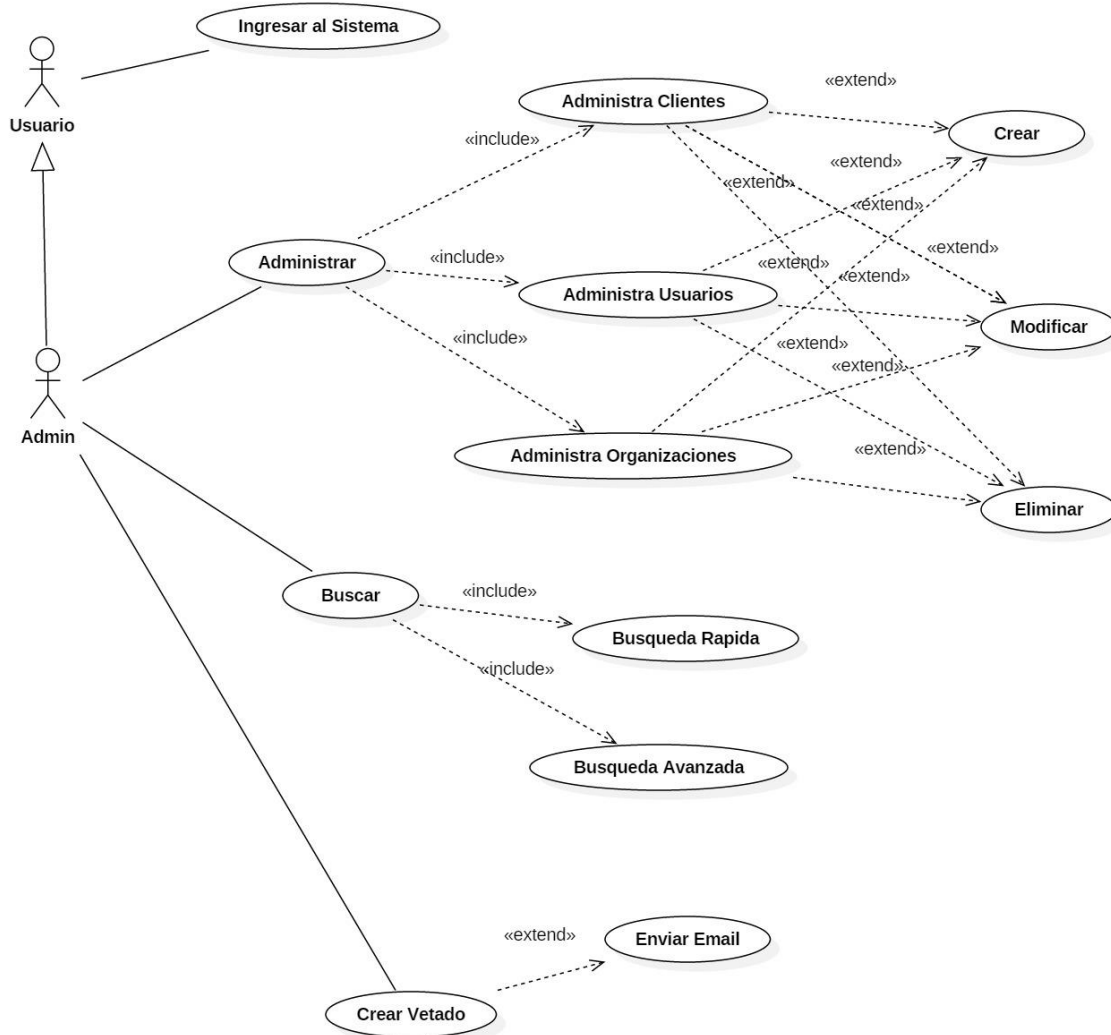 Ingresar al Sistema
Usuario
Administra Clientes
«extend»
Crear
«include»
«extend»
«extend»
«extend»
Administrar
«include»
«extend»
«extend»
«extend»
Administra Usuarios
Modificar
«include»
«extend»
«extend»
Admin
Administra Organizaciones
«extend»
Eliminar
Buscar
«include»
Busqueda Rapida
«include»
Busqueda Avanzada
«extend»
Enviar Email
Crear Vetado